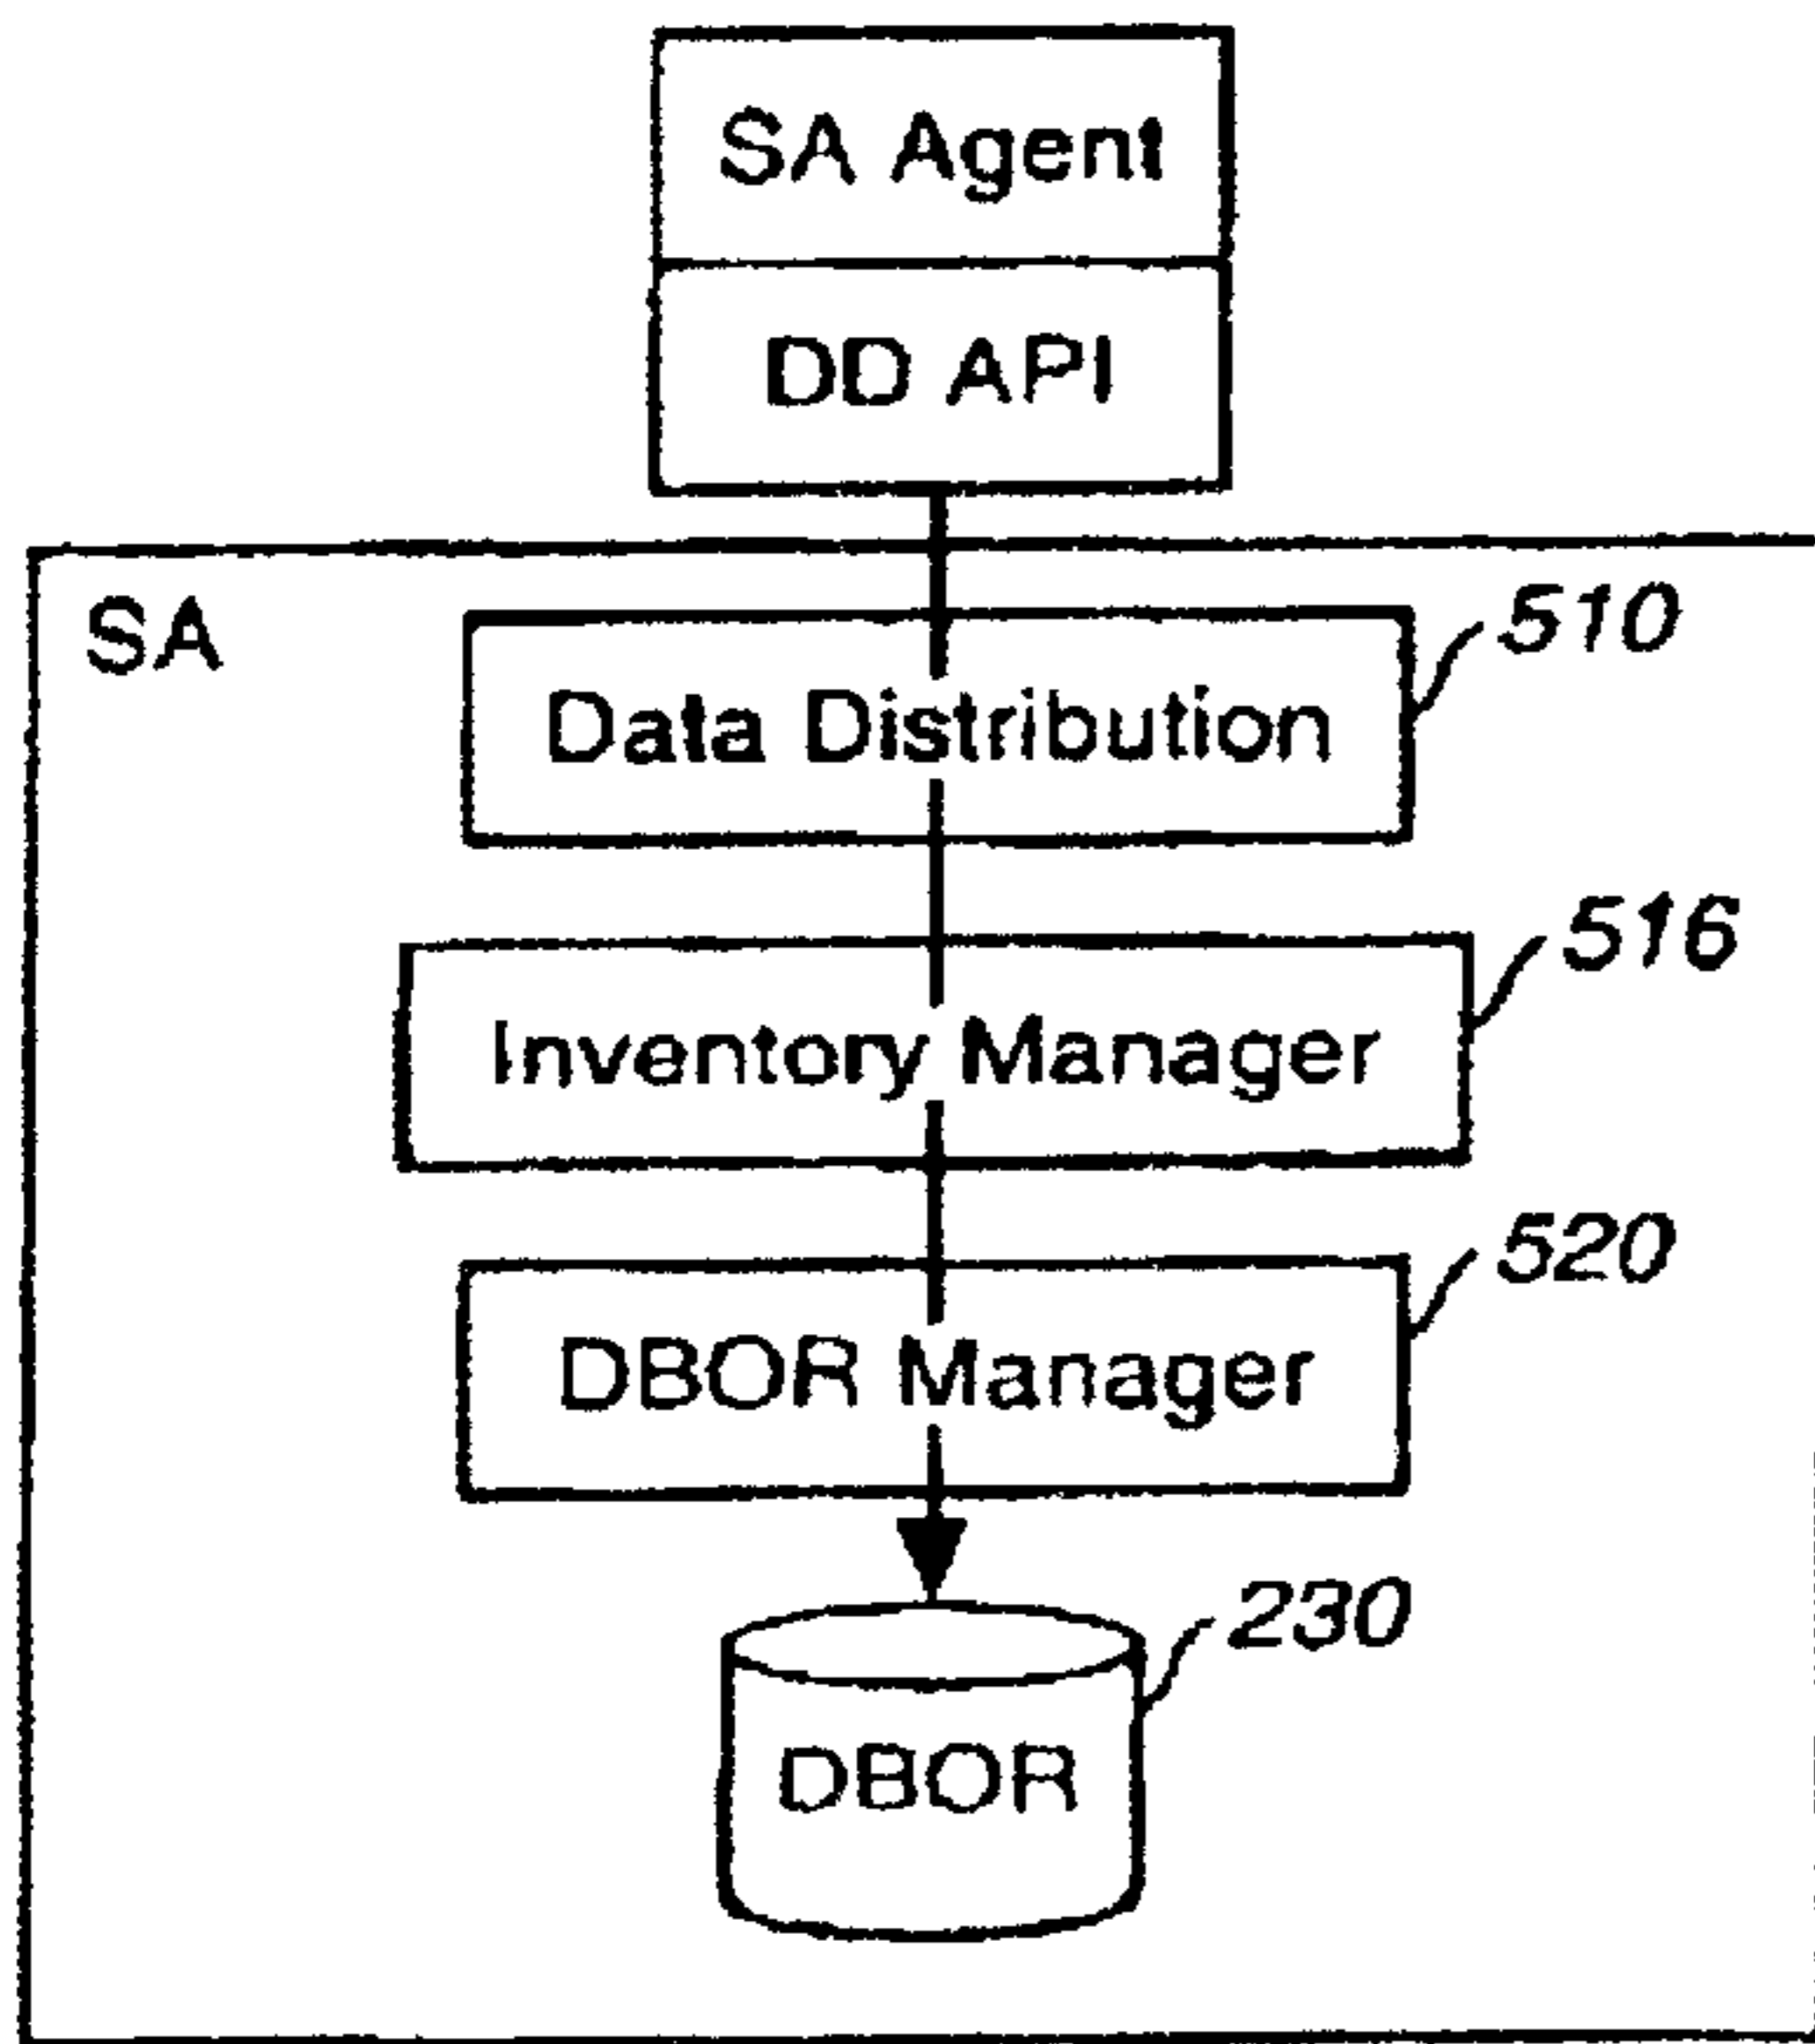 SA Agent
DD API
SA
510
Data Distribution
516
Inventory Manager
520
DBOR Manager
230
DBOR